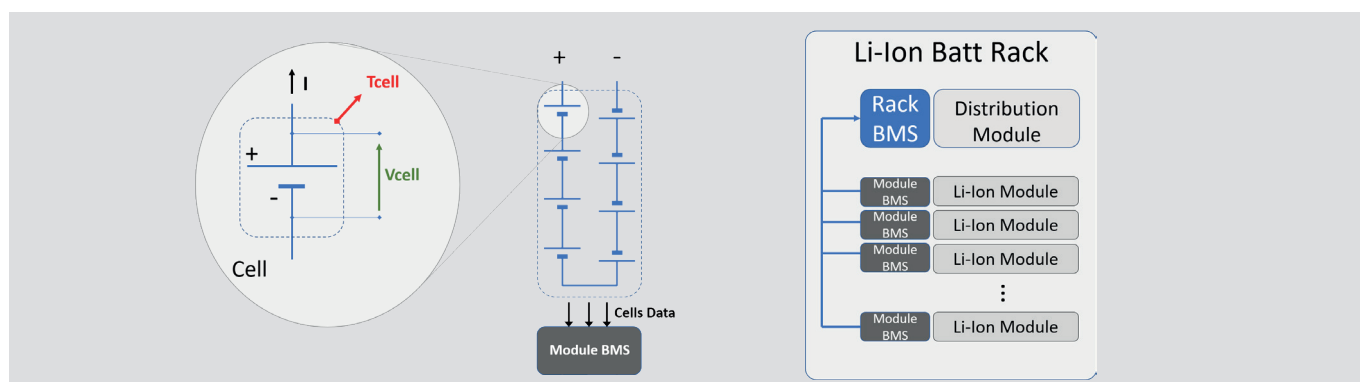 I
Tcell
+
Vcell
-
Cell
+ -
Cells Data
Module BMS
Li-Ion Batt Rack
Rack
BMS
Distribution
Module
Module
BMS
Li-Ion Module
Module
BMS
Li-Ion Module
Module
BMS
Li-Ion Module
⋮
Module
BMS
Li-Ion Module